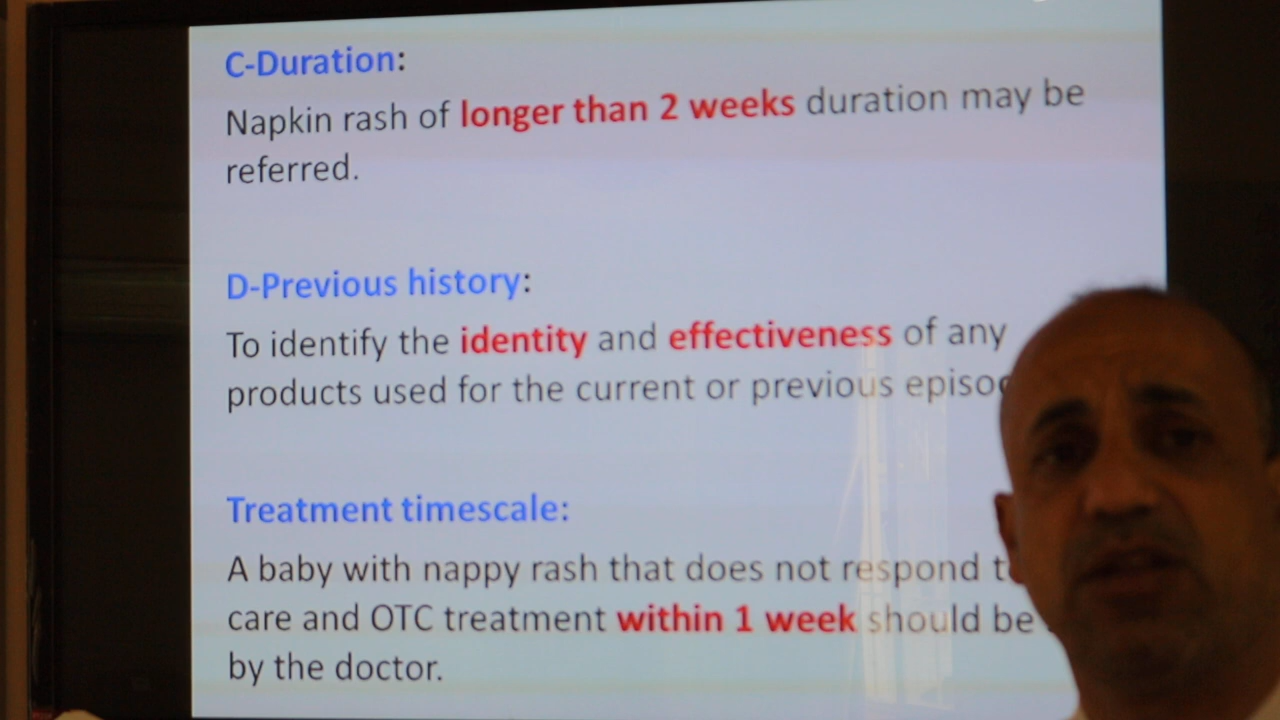 C-Duration:
Napkin rash of longer than 2 weeks duration may be
referred.
D-Previous history:
To identify the identity and effectiveness of any
products used for the current or previous
Treatment timescale:
A baby with nappy rash that does not respond
care and OTC treatment within 1 week should be
by the doctor.